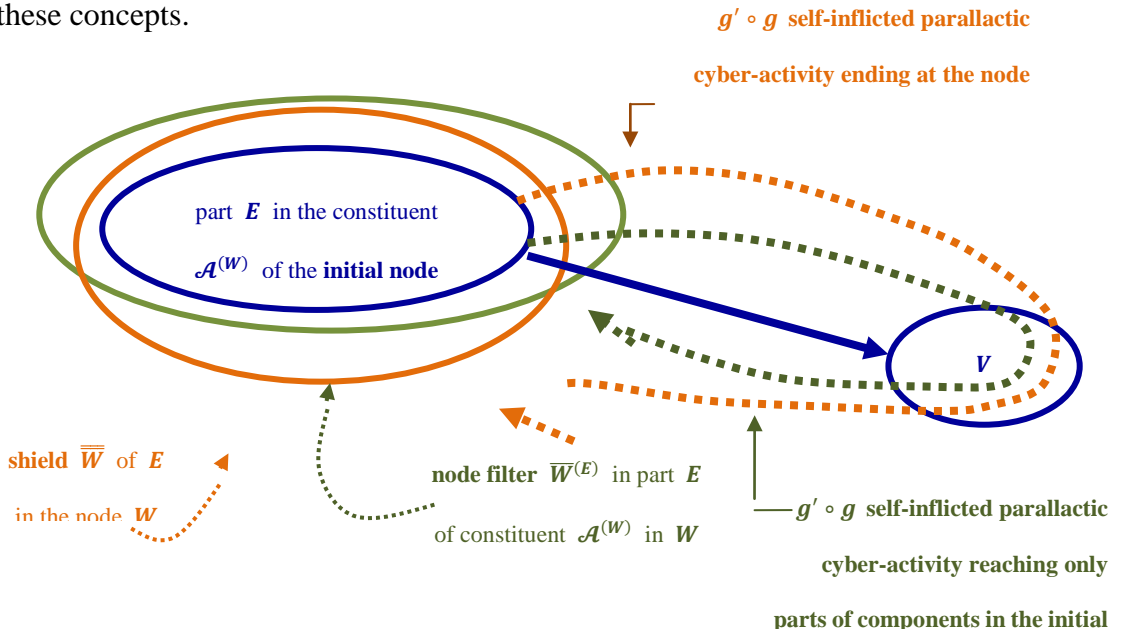 these concepts.
g′ ∘ g self-inflicted parallactic
cyber-activity ending at the node
part E in the constituent
𝒜^(W) of the initial node
V
shield W̿ of E
in the node W
node filter W̅^(E) in part E
of constituent 𝒜^(W) in W
g′ ∘ g self-inflicted parallactic
cyber-activity reaching only
parts of components in the initial